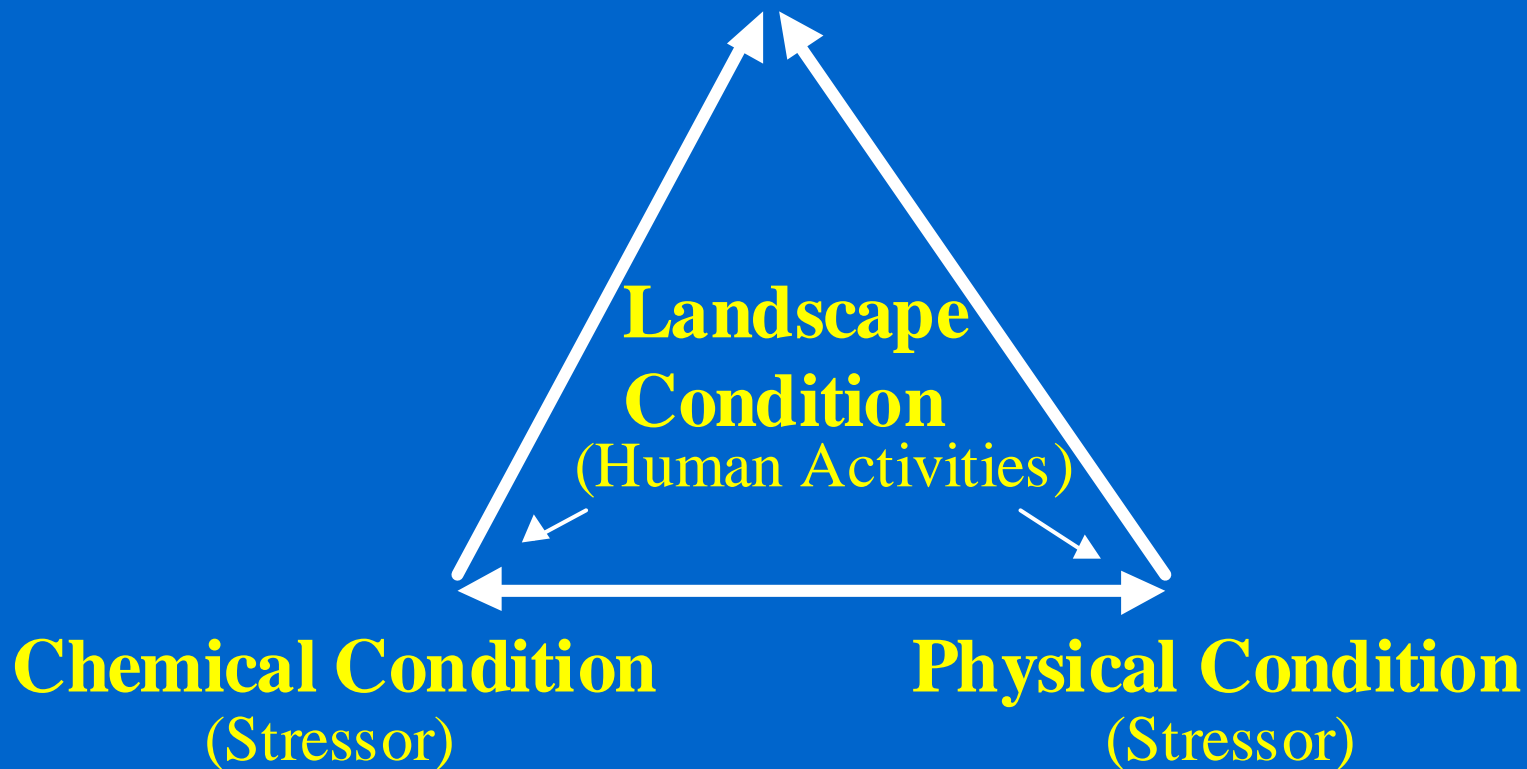 Landscape
Condition
(Human Activities)
Chemical Condition
(Stressor)
Physical Condition
(Stressor)